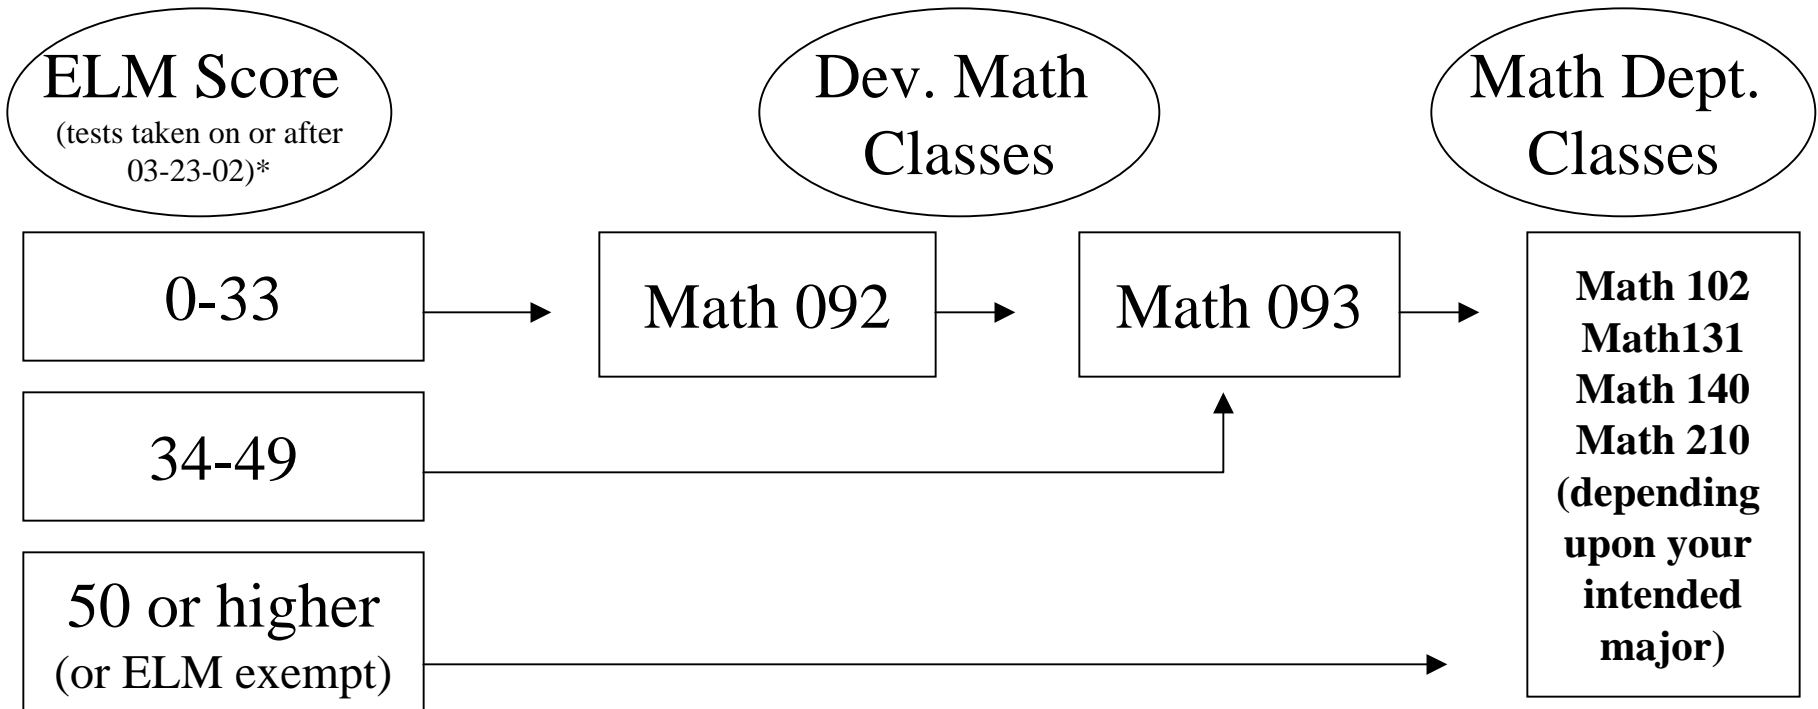 ELM Score
(tests taken on or after
03-23-02)*
Dev. Math
Classes
Math Dept.
Classes
0-33
Math 092
Math 093
34-49
50 or higher
(or ELM exempt)
Math 102
Math131
Math 140
Math 210
(depending
upon your
intended
major)